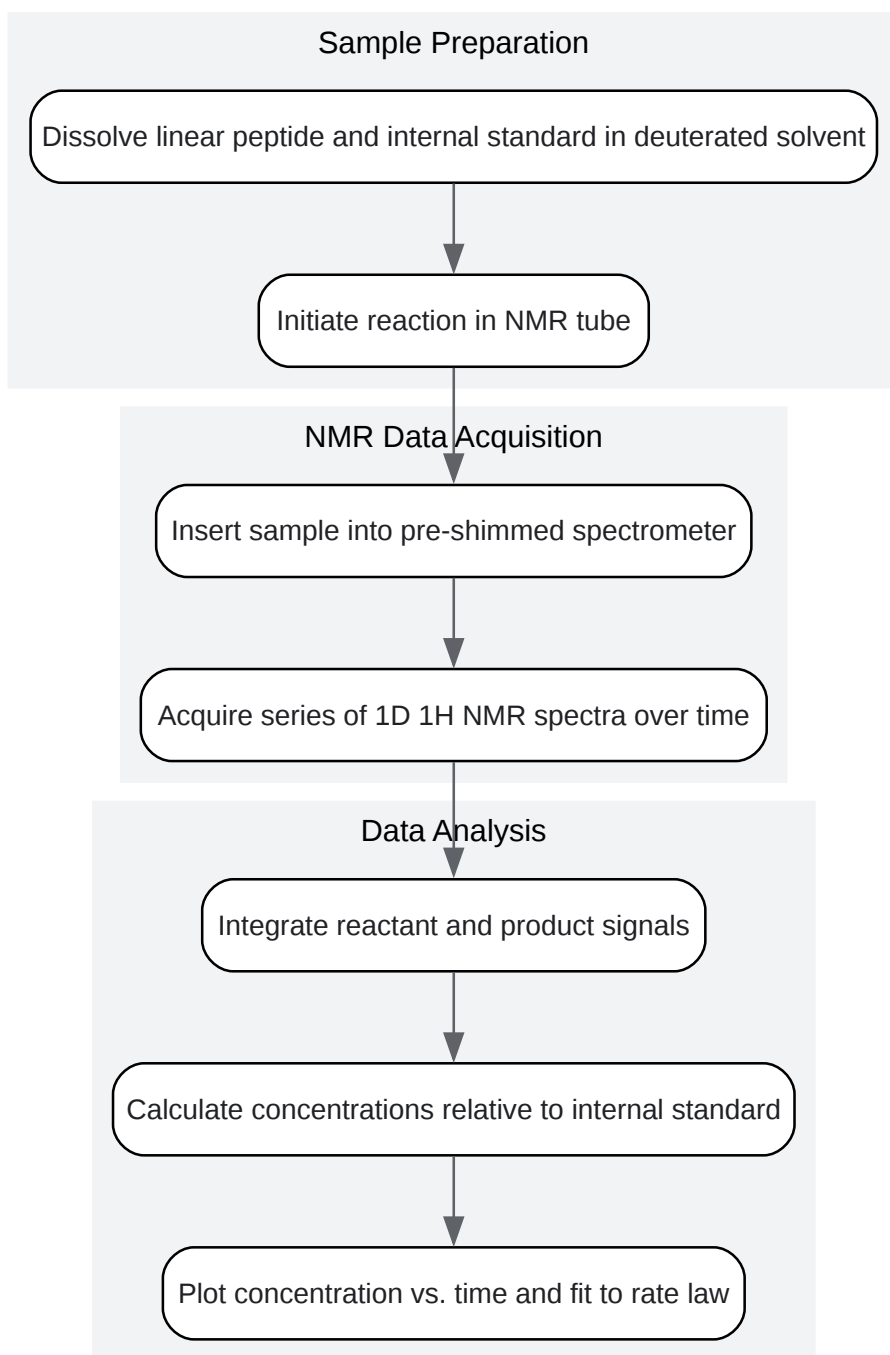 Sample Preparation
Dissolve linear peptide and internal standard in deuterated solvent
Initiate reaction in NMR tube
NMR Data Acquisition
Insert sample into pre-shimmed spectrometer
Acquire series of 1D 1H NMR spectra over time
Data Analysis
Integrate reactant and product signals
Calculate concentrations relative to internal standard
Plot concentration vs. time and fit to rate law